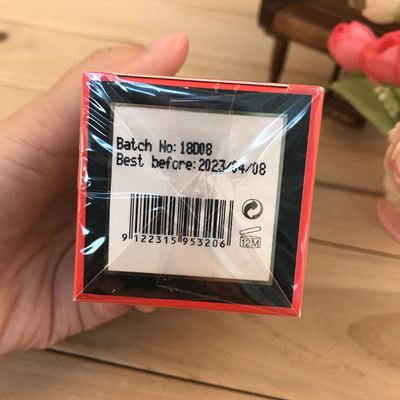 Batch No:18D08
Best before:2023/04/08
9 122315 953206
12M